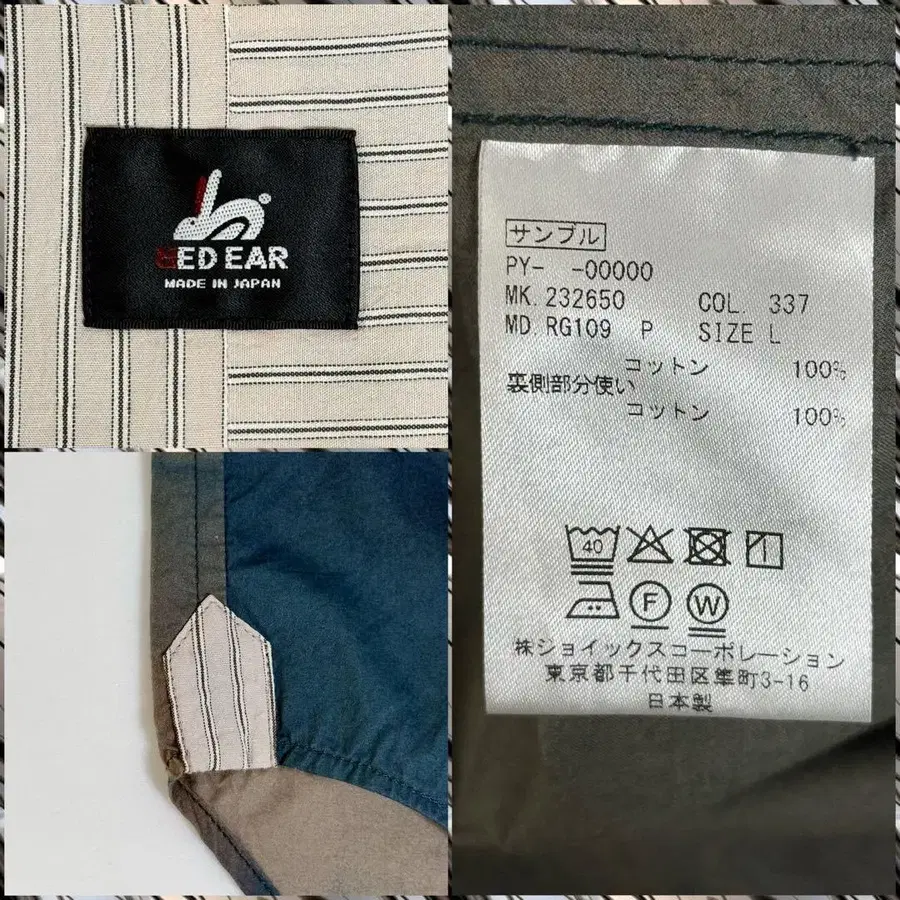 RED EAR
MADE IN JAPAN
サンプル
PY- -00000
MK. 232650 COL. 337
MD. RG109 P SIZE L
コットン 100%
裏側部分使い
コットン 100%
40
F W
株ジョイックスコーポレーション
東京都千代田区隼町3-16
日本製